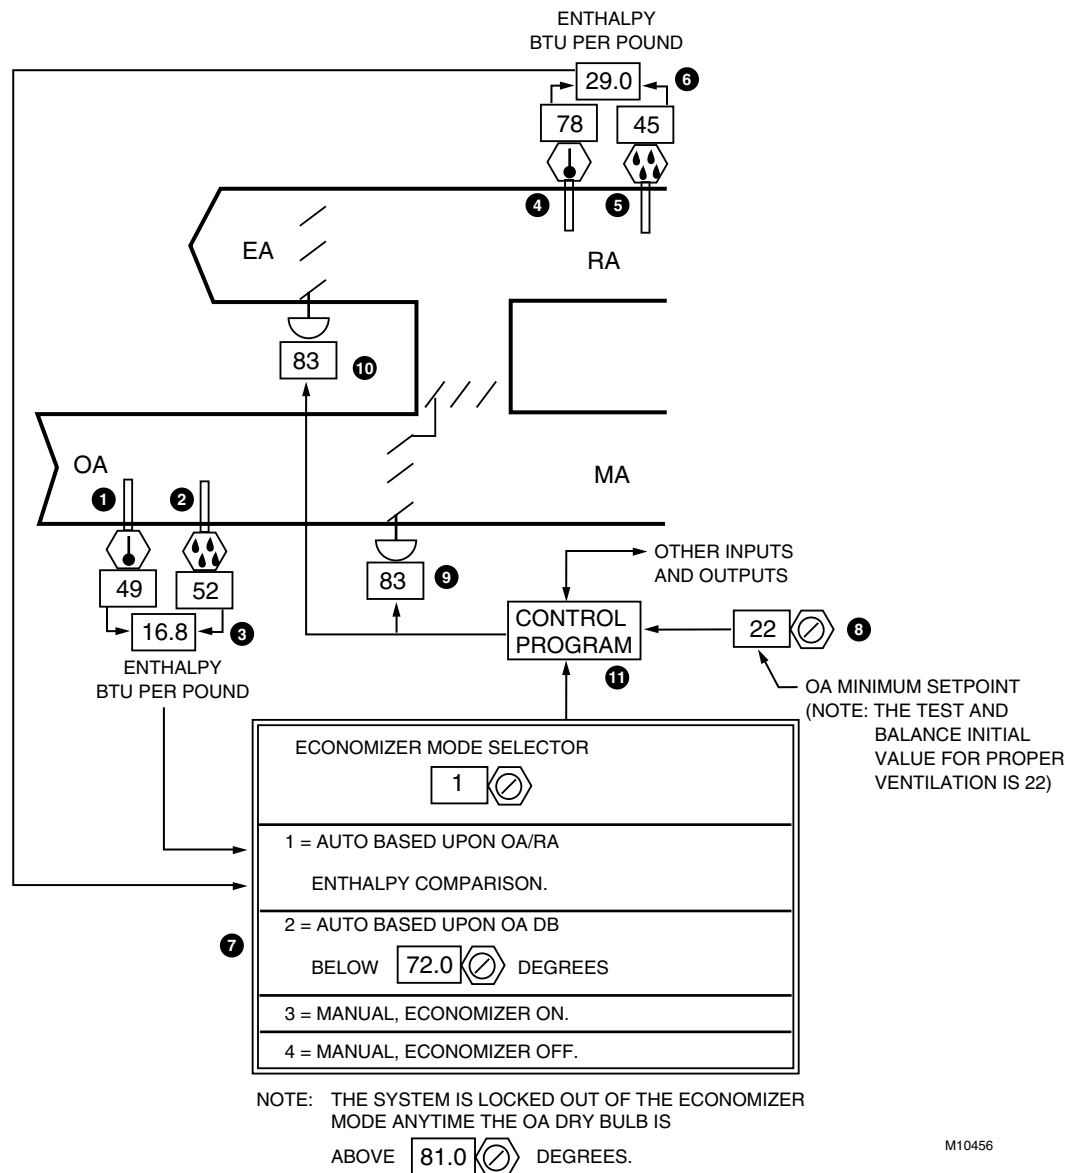 ENTHALPY
BTU PER POUND
29.0
6
78
45
4
5
EA
RA
83
10
OA
MA
1
2
49
52
16.8
3
ENTHALPY
BTU PER POUND
83
9
OTHER INPUTS
AND OUTPUTS
CONTROL
PROGRAM
11
22
8
OA MINIMUM SETPOINT
(NOTE: THE TEST AND
BALANCE INITIAL
VALUE FOR PROPER
VENTILATION IS 22)
ECONOMIZER MODE SELECTOR
1
1 = AUTO BASED UPON OA/RA
ENTHALPY COMPARISON.
7
2 = AUTO BASED UPON OA DB
BELOW 72.0 DEGREES
3 = MANUAL, ECONOMIZER ON.
4 = MANUAL, ECONOMIZER OFF.
NOTE: THE SYSTEM IS LOCKED OUT OF THE ECONOMIZER
MODE ANYTIME THE OA DRY BULB IS
ABOVE 81.0 DEGREES.
M10456